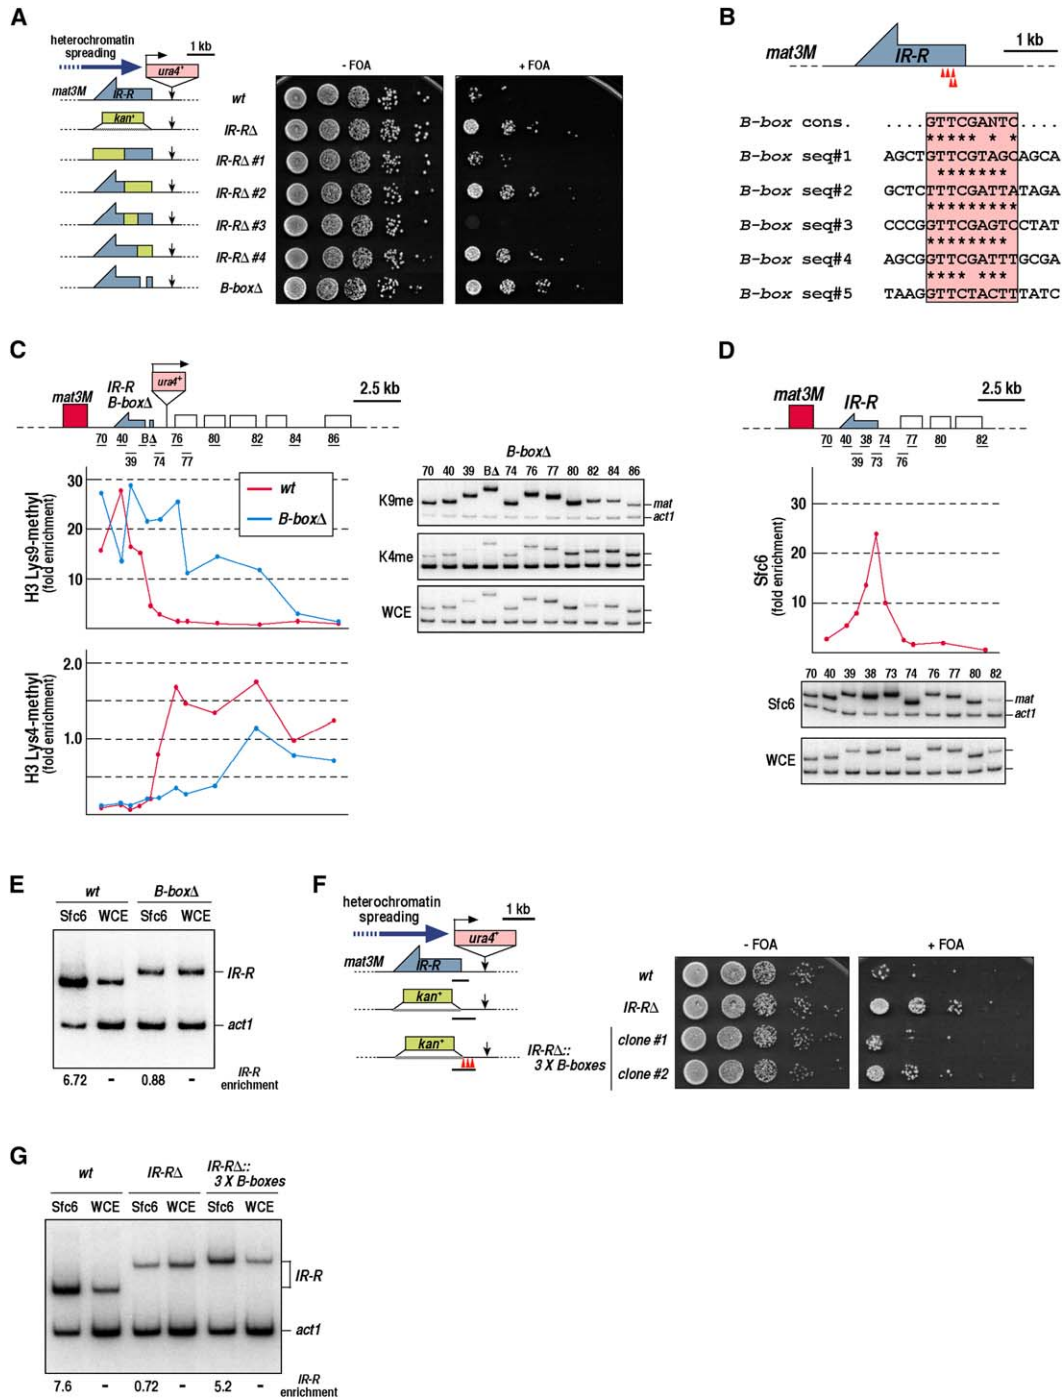 A
heterochromatin
spreading
1 kb
ura4+
mat3M
IR-R
kan+
- FOA
+ FOA
wt
IR-RΔ
IR-RΔ #1
IR-RΔ #2
IR-RΔ #3
IR-RΔ #4
B-boxΔ
B
mat3M
IR-R
1 kb
B-box cons. ....GTTCGANTC....
***** * *
B-box seq#1 AGCTGTTCGTAGCAGCA
*******
B-box seq#2 GCTCTTTCGATTATAGA
*********
B-box seq#3 CCCGGTTCGAGTCCTAT
********
B-box seq#4 AGCGGTTCGATTTGCGA
**** ***
B-box seq#5 TAAGGTTCTACTTTATC
C
mat3M
IR-R
B-boxΔ
ura4+
2.5 kb
70 40 BΔ 76 80 82 84 86
39 74 77
H3 Lys9-methyl
(fold enrichment)
30
20
10
wt
B-boxΔ
H3 Lys4-methyl
(fold enrichment)
2.0
1.0
B-boxΔ
70 40 39 BΔ 74 76 77 80 82 84 86
K9me
mat
act1
K4me
WCE
D
mat3M
IR-R
2.5 kb
70 40 38 74 77 80 82
39 73 76
Sfc6
(fold enrichment)
30
20
10
70 40 39 38 73 74 76 77 80 82
Sfc6
mat
act1
WCE
E
wt B-boxΔ
Sfc6 WCE Sfc6 WCE
IR-R
act1
6.72 - 0.88 - IR-R
enrichment
F
heterochromatin
spreading
1 kb
ura4+
mat3M
IR-R
kan+
kan+
- FOA
+ FOA
wt
IR-RΔ
IR-RΔ::
3 X B-boxes
clone #1
clone #2
G
wt IR-RΔ IR-RΔ::
3 X B-boxes
Sfc6 WCE Sfc6 WCE Sfc6 WCE
IR-R
act1
7.6 - 0.72 - 5.2 - IR-R
enrichment